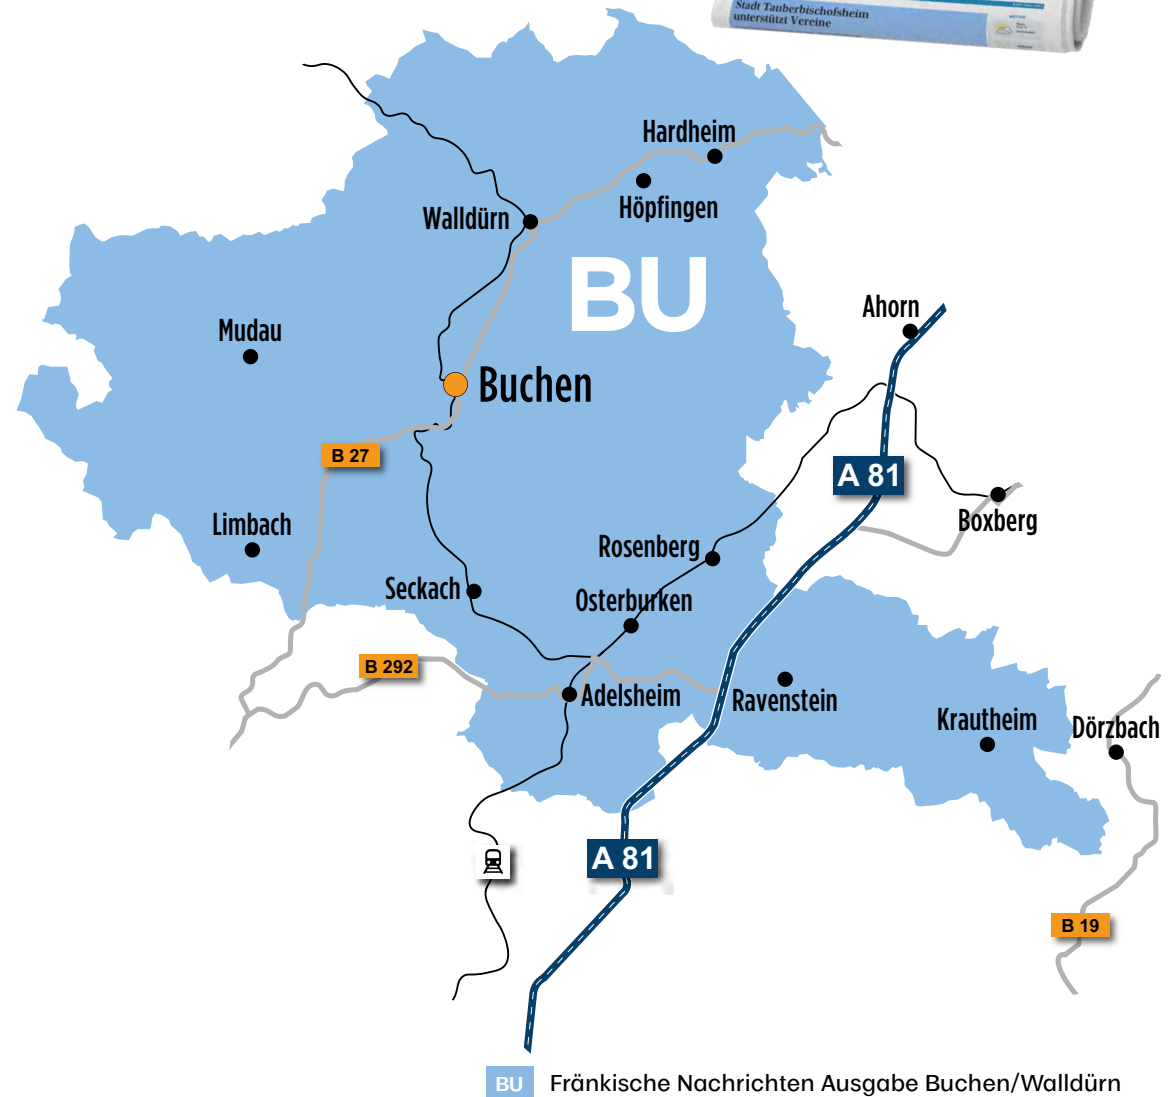 Stadt Tauberbischofsheim
unterstützt Vereine
Hardheim
Höpfingen
Walldürn
BU
Ahorn
Mudau
Buchen
B 27
A 81
Limbach
Boxberg
Rosenberg
Seckach
Osterburken
B 292
Adelsheim
Ravenstein
Krautheim
Dörzbach
A 81
B 19
BU Fränkische Nachrichten Ausgabe Buchen/Walldürn